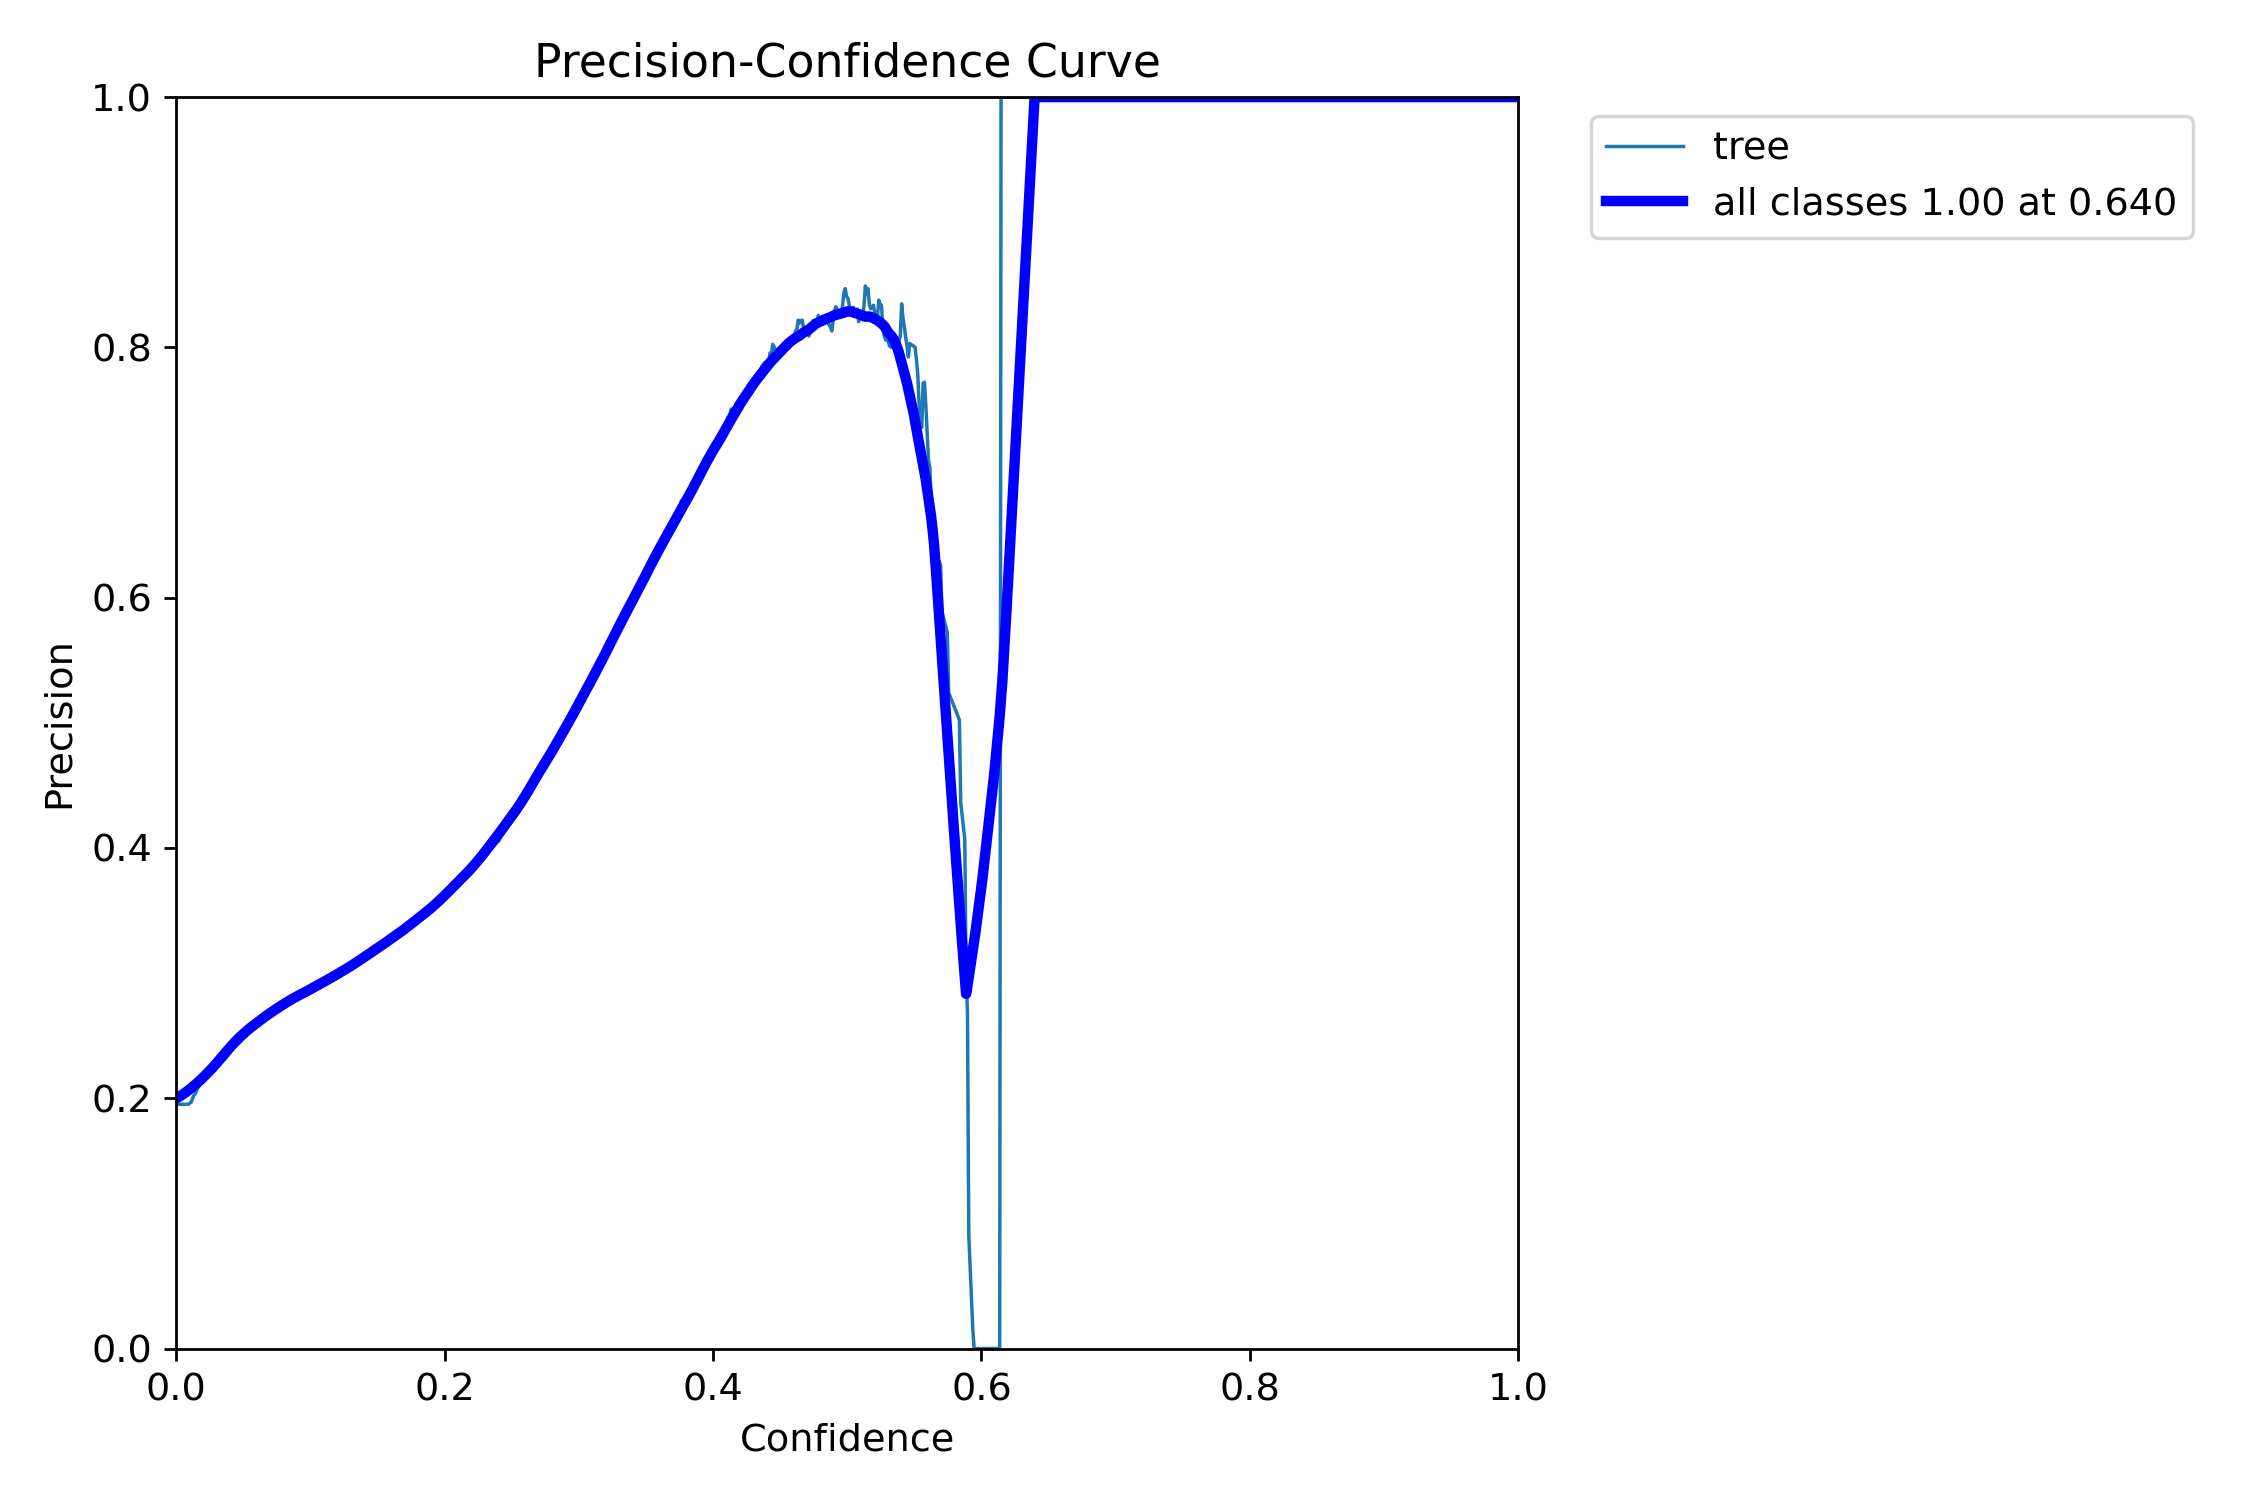 Precision-Confidence Curve
1.0
0.8
0.6
0.4
0.2
0.0
Precision
0.0 0.2 0.4 0.6 0.8 1.0
Confidence
tree
all classes 1.00 at 0.640